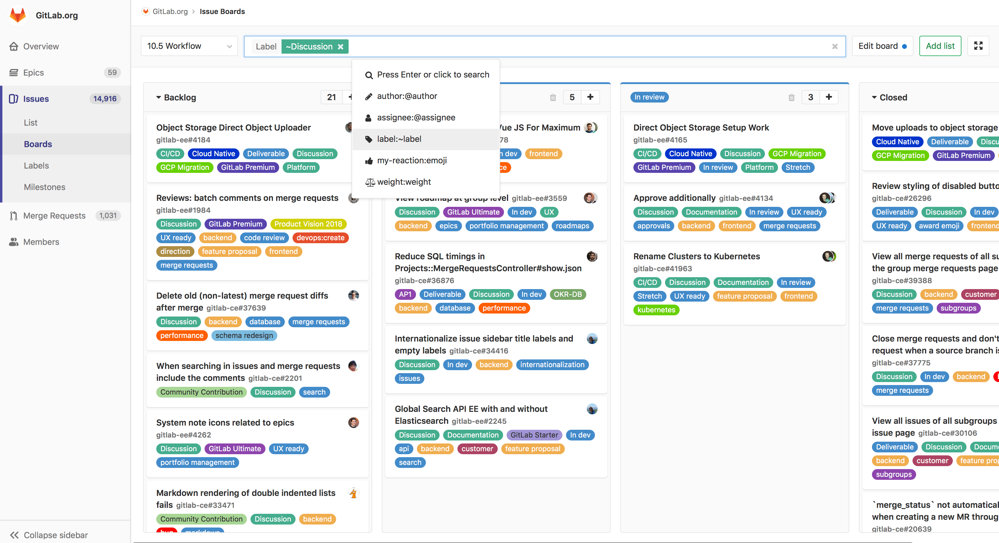 GitLab.org
Overview
Epics 59
Issues 14,916
List
Boards
Labels
Milestones
Merge Requests 1,031
Members
Collapse sidebar
GitLab.org > Issue Boards
10.5 Workflow
Label ~Discussion
Edit board
Add list
Press Enter or click to search
author:@author
assignee:@assignee
label:~label
my-reaction:emoji
weight:weight
Backlog 21
Object Storage Direct Object Uploader
gitlab-ee#4184
CI/CD Cloud Native Deliverable Discussion
GCP Migration GitLab Premium Platform
Reviews: batch comments on merge requests
gitlab-ee#1984
Discussion GitLab Premium Product Vision 2018
UX ready backend code review devops:create
direction feature proposal frontend
merge requests
Delete old (non-latest) merge request diffs
after merge gitlab-ce#37639
Discussion backend database merge requests
performance schema redesign
When searching in issues and merge requests
include the comments gitlab-ce#2201
Community Contribution Discussion search
System note icons related to epics
gitlab-ee#4262
Discussion GitLab Ultimate UX ready
portfolio management
Markdown rendering of double indented lists
fails gitlab-ce#33471
Community Contribution Discussion backend
bug markdown
5
Vue JS For Maximum
78
dev frontend
ce
View roadmap at group level gitlab-ee#3559
Discussion GitLab Ultimate In dev UX
backend epics portfolio management roadmaps
Reduce SQL timings in
Projects::MergeRequestsController#show.json
gitlab-ce#36876
AP1 Deliverable Discussion In dev OKR-DB
backend database performance
Internationalize issue sidebar title labels and
empty labels gitlab-ce#34416
Discussion In dev backend internationalization
issues
Global Search API EE with and without
Elasticsearch gitlab-ee#2245
Discussion Documentation GitLab Starter In dev
api backend customer feature proposal
search
In review 3
Direct Object Storage Setup Work
gitlab-ee#4165
CI/CD Cloud Native Discussion GCP Migration
GitLab Premium In review Platform Stretch
Approve additionally gitlab-ee#4134
Discussion Documentation In review UX ready
approvals backend frontend merge requests
Rename Clusters to Kubernetes
gitlab-ce#41963
CI/CD Discussion Documentation In review
Stretch UX ready feature proposal frontend
kubernetes
Closed
Move uploads to object storage
Cloud Native Deliverable Discu
GCP Migration GitLab Premium
Review styling of disabled butto
gitlab-ce#26296
Deliverable Discussion In dev
UX ready award emoji frontend
View all merge requests of all su
the group merge requests page
gitlab-ce#39388
Discussion backend customer
merge requests subgroups
Close merge requests and don't
request when a source branch is
gitlab-ce#37775
Discussion In dev backend
merge requests
View all issues of all subgroups
issue page gitlab-ce#30106
Deliverable Discussion Docume
backend customer feature prop
subgroups
`merge_status` not automatical
when creating a new MR throug
gitlab-ce#20639